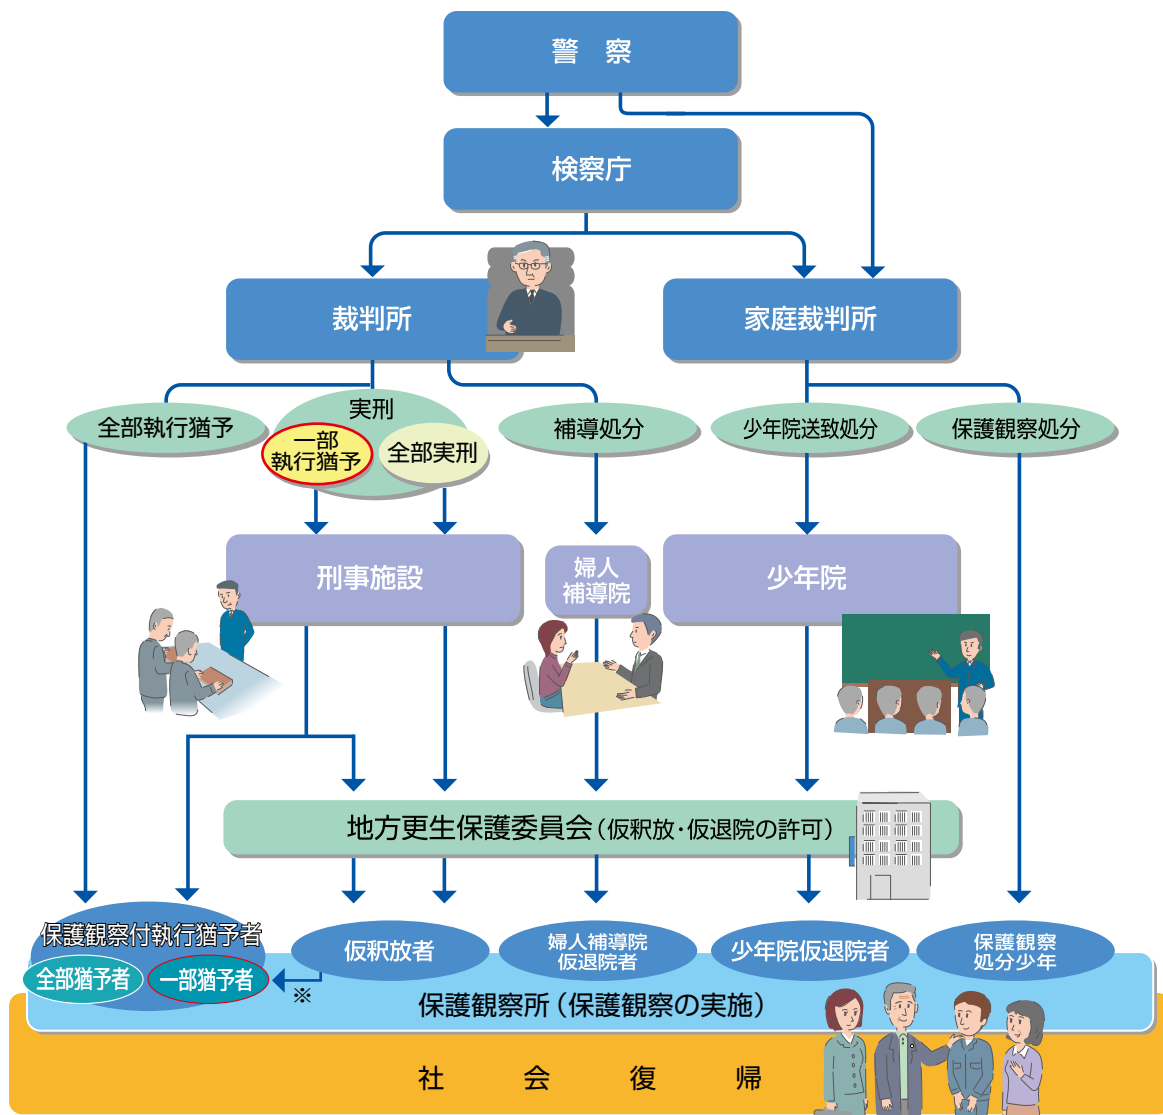 警 察
検察庁
裁判所
家庭裁判所
全部執行猶予
実刑
一部
執行猶予
全部実刑
補導処分
少年院送致処分
保護観察処分
刑事施設
婦人
補導院
少年院
地方更生保護委員会（仮釈放・仮退院の許可）
保護観察付執行猶予者
全部猶予者
一部猶予者
※
仮釈放者
婦人補導院
仮退院者
少年院仮退院者
保護観察
処分少年
保護観察所（保護観察の実施）
社 会 復 帰